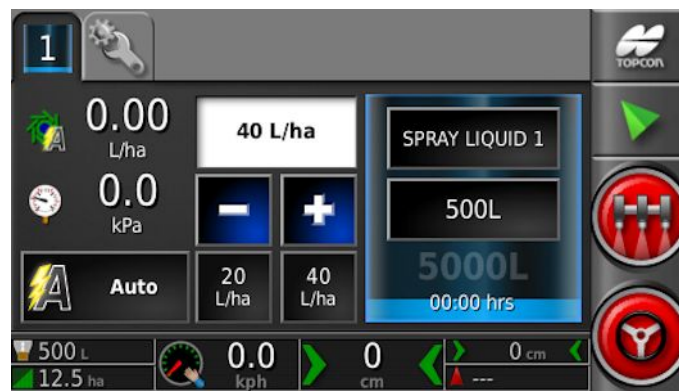 1
TOPCON
0.00
L/ha
40 L/ha
SPRAY LIQUID 1
0.0
kPa
500L
A Auto
20
L/ha
40
L/ha
5000L
00:00 hrs
500 L
12.5 ha
0.0
kph
0
cm
0 cm
---